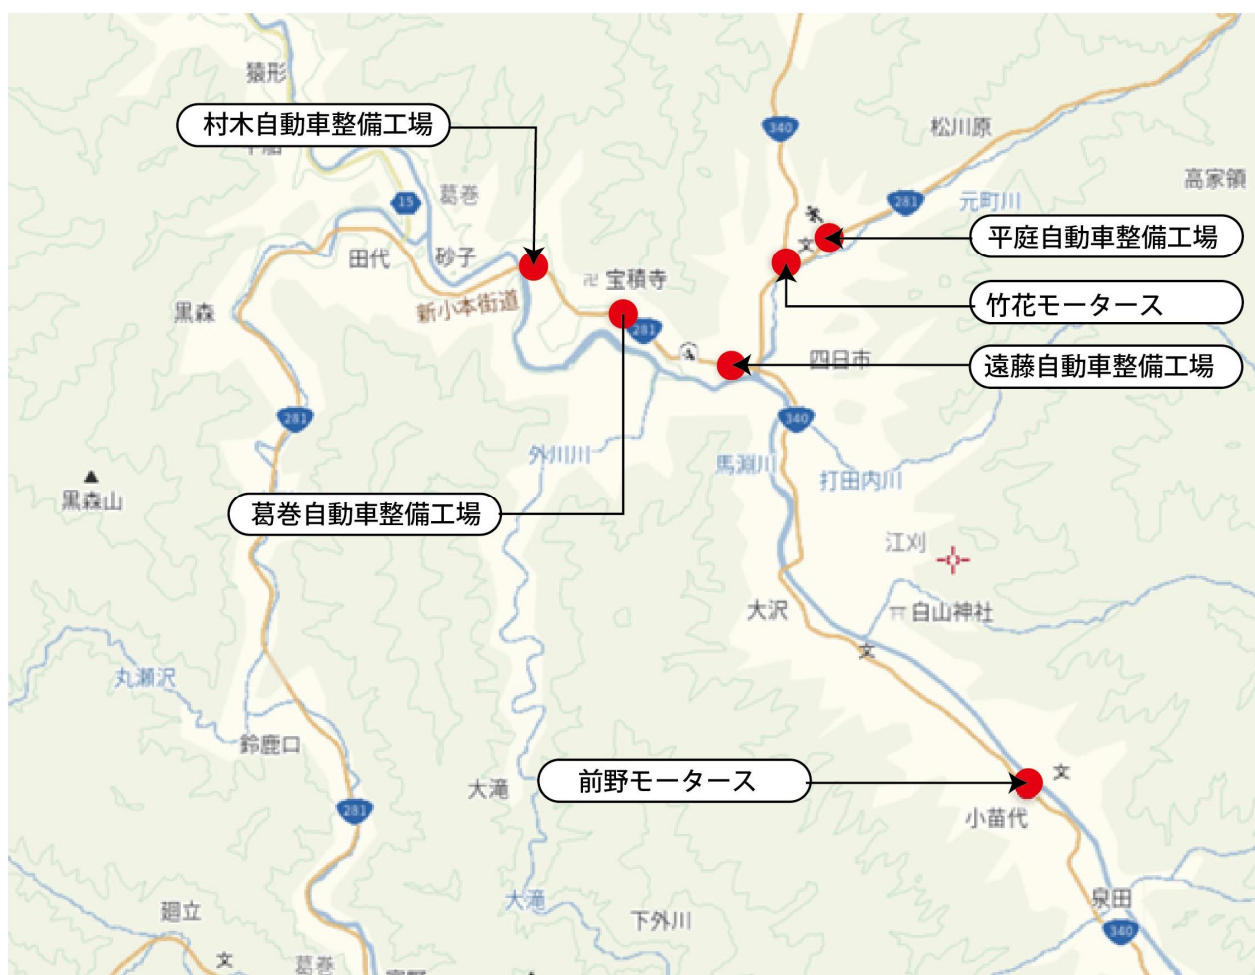 猿形
村木自動車整備工場
340
松川原
高家領
15
葛巻
281
元町川
文
平庭自動車整備工場
田代
砂子
卍 宝積寺
竹花モータース
黒森
新小本街道
281
四日市
遠藤自動車整備工場
281
340
外川川
馬淵川
打田内川
黒森山
葛巻自動車整備工場
江刈
大沢
白山神社
文
丸瀬沢
鈴鹿口
前野モータース
文
大滝
281
小苗代
大滝
泉田
廻立
下外川
340
文
葛巻